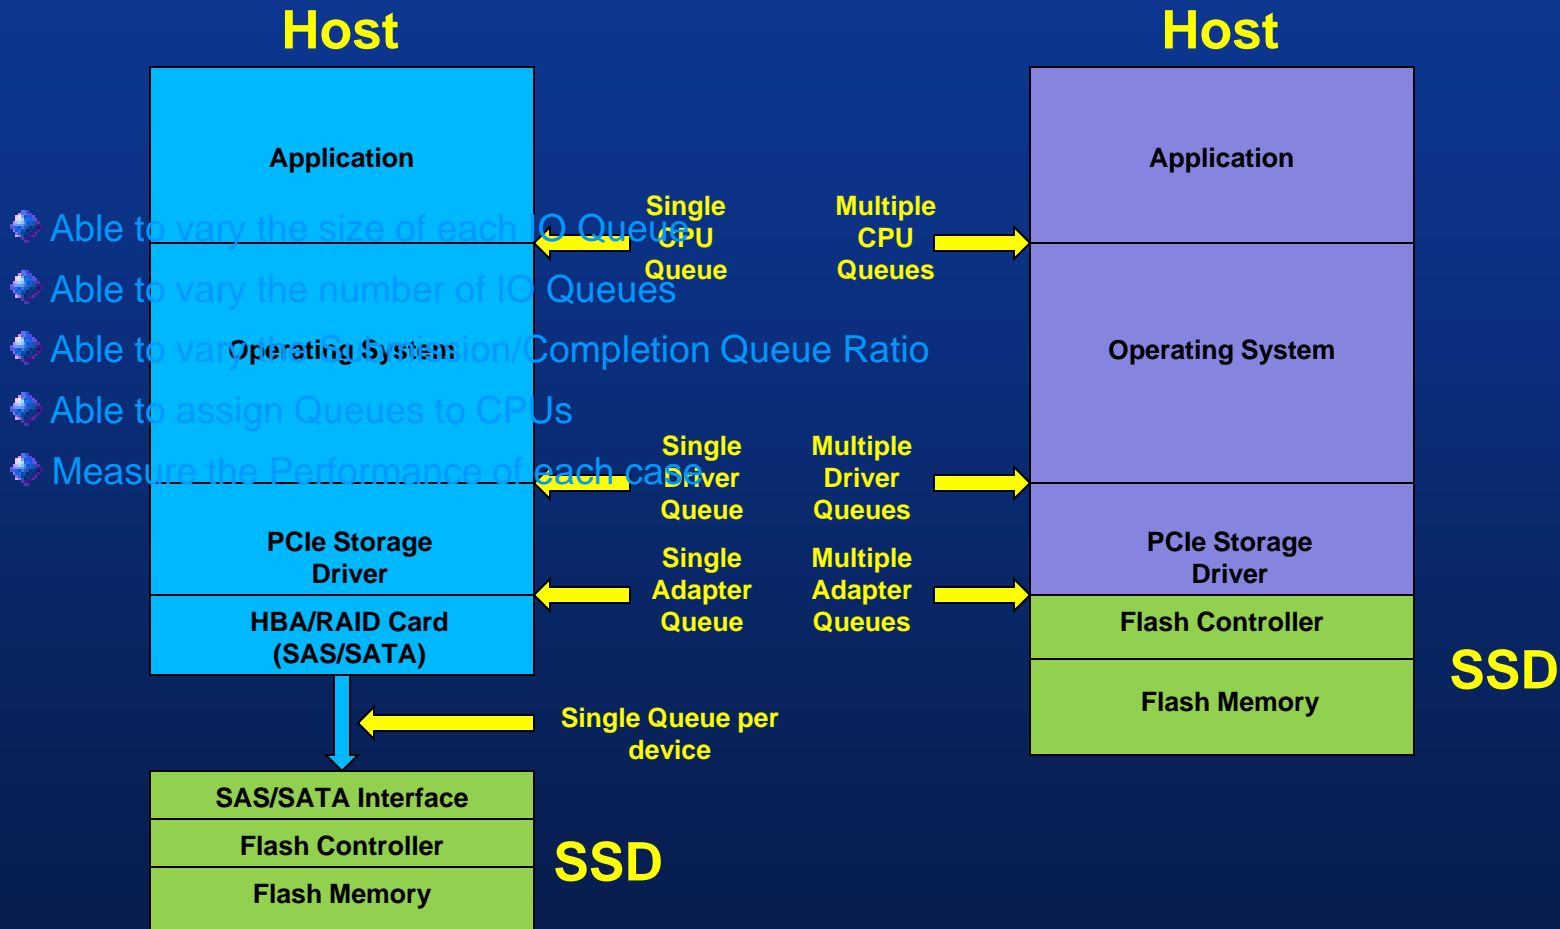 Host
Host
Application
Application
Able to vary the size of each IO Queue
Able to vary the number of IO Queues
Able to vary the Submission/Completion Queue Ratio
Able to assign Queues to CPUs
Measure the Performance of each case
Single
CPU
Queue
Multiple
CPU
Queues
Operating System
Operating System
Single
Driver
Queue
Multiple
Driver
Queues
PCIe Storage
Driver
PCIe Storage
Driver
Single
Adapter
Queue
Multiple
Adapter
Queues
HBA/RAID Card
(SAS/SATA)
Flash Controller
Flash Memory
SSD
Single Queue per
device
SAS/SATA Interface
Flash Controller
Flash Memory
SSD